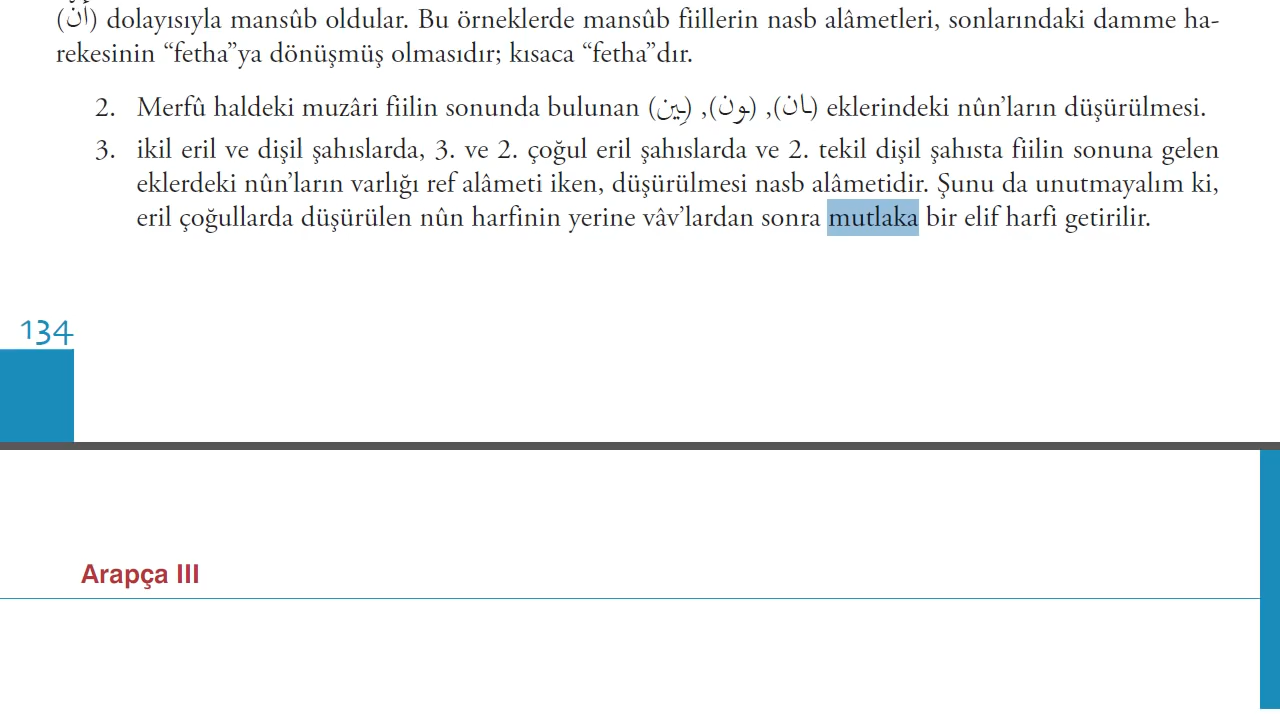 (أنّ) dolayısıyla mansûb oldular. Bu örneklerde mansûb fiillerin nasb alâmetleri, sonlarındaki damme ha-
rekesinin “fetha”ya dönüşmüş olmasıdır; kısaca “fetha”dır.
2. Merfû haldeki muzâri fiilin sonunda bulunan (ـِين) ,(ـون) ,(ـان) eklerindeki nûn’ların düşürülmesi.
3. ikil eril ve dişil şahıslarda, 3. ve 2. çoğul eril şahıslarda ve 2. tekil dişil şahısta fiilin sonuna gelen
eklerdeki nûn’ların varlığı ref alâmeti iken, düşürülmesi nasb alâmetidir. Şunu da unutmayalım ki,
eril çoğullarda düşürülen nûn harfinin yerine vâv’lardan sonra mutlaka bir elif harfi getirilir.
134
Arapça III